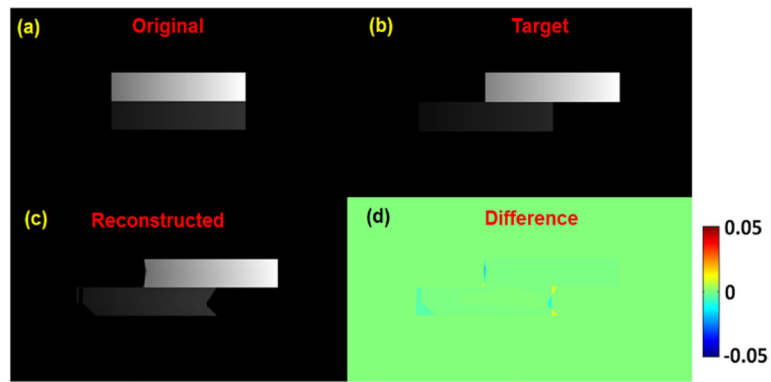 (a)
Original
(b)
Target
(c)
Reconstructed
(d)
Difference
0.05
0
-0.05